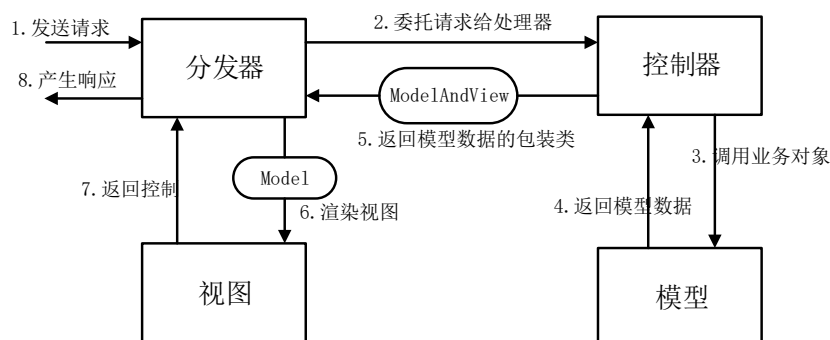 1.发送请求
2.委托请求给处理器
分发器
控制器
8.产生响应
ModelAndView
5.返回模型数据的包装类
3.调用业务对象
7.返回控制
Model
6.渲染视图
4.返回模型数据
视图
模型